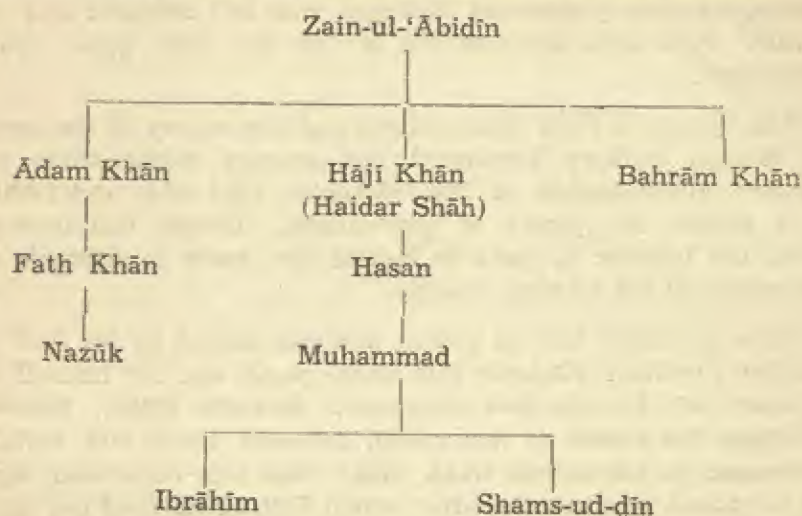 Zain-ul-‘Ābidīn
Ādam Khān Hājī Khān Bahrām Khān
(Haidar Shāh)
Fath Khān Hasan
Nazūk Muhammad
Ibrāhīm Shams-ud-dīn